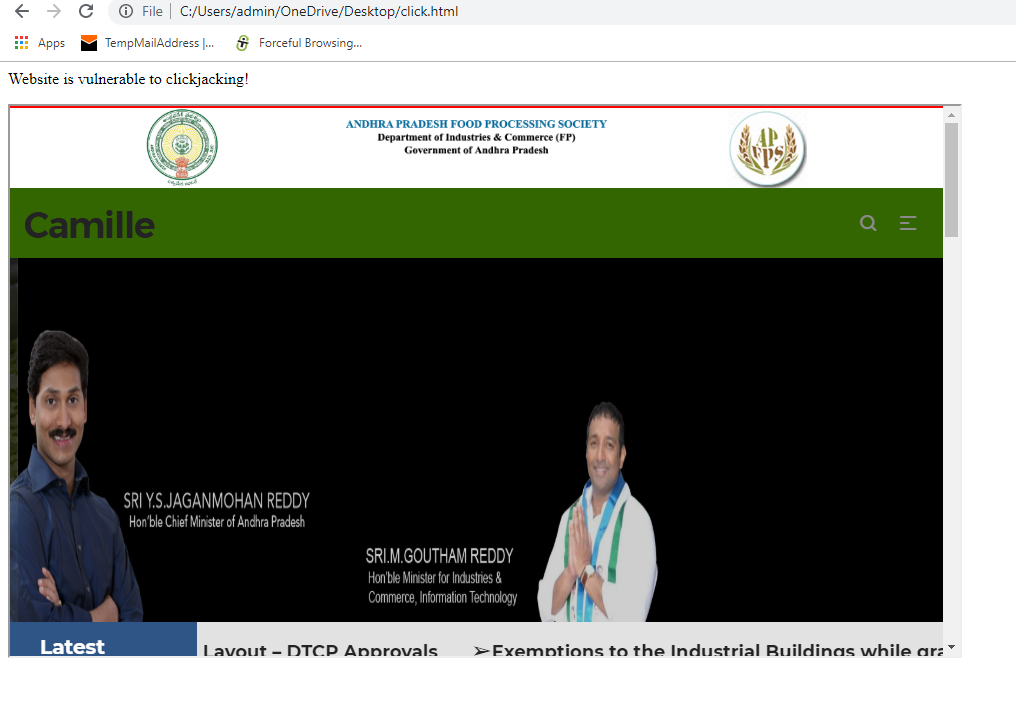 File C:/Users/admin/OneDrive/Desktop/click.html
Apps TempMailAddress |... Forceful Browsing...
Website is vulnerable to clickjacking!
ANDHRA PRADESH FOOD PROCESSING SOCIETY
Department of Industries & Commerce (FP)
Government of Andhra Pradesh
AP
FPS
Camille
SRI Y.S.JAGANMOHAN REDDY
Hon'ble Chief Minister of Andhra Pradesh
SRI.M.GOUTHAM REDDY
Hon'ble Minister for Industries &
Commerce, Information Technology
Latest
Layout – DTCP Approvals ➢Exemptions to the Industrial Buildings while gra